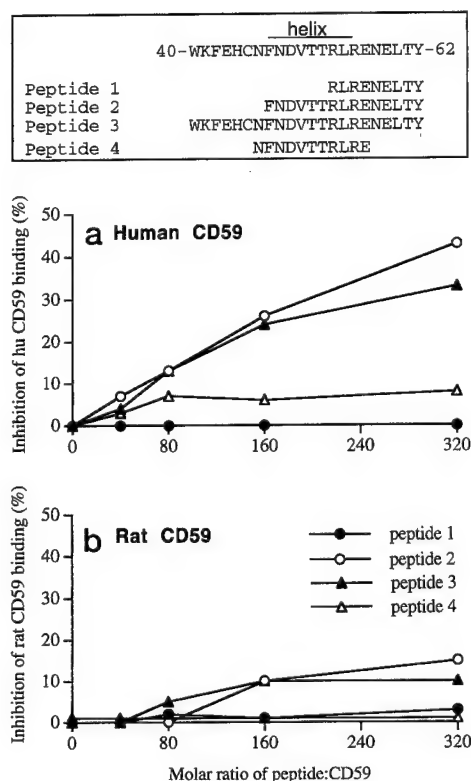 helix
40-WKFEHCNFNDVTTRLRENELTY-62
Peptide 1 RLRENELTY
Peptide 2 FNDVTTRLRENELTY
Peptide 3 WKFEHCNFNDVTTRLRENELTY
Peptide 4 NFNDVTTRLRE
a Human CD59
Inhibition of hu CD59 binding (%)
50
40
30
20
10
0
0 80 160 240 320
b Rat CD59
Inhibition of rat CD59 binding (%)
50
40
30
20
10
0
peptide 1
peptide 2
peptide 3
peptide 4
0 80 160 240 320
Molar ratio of peptide:CD59